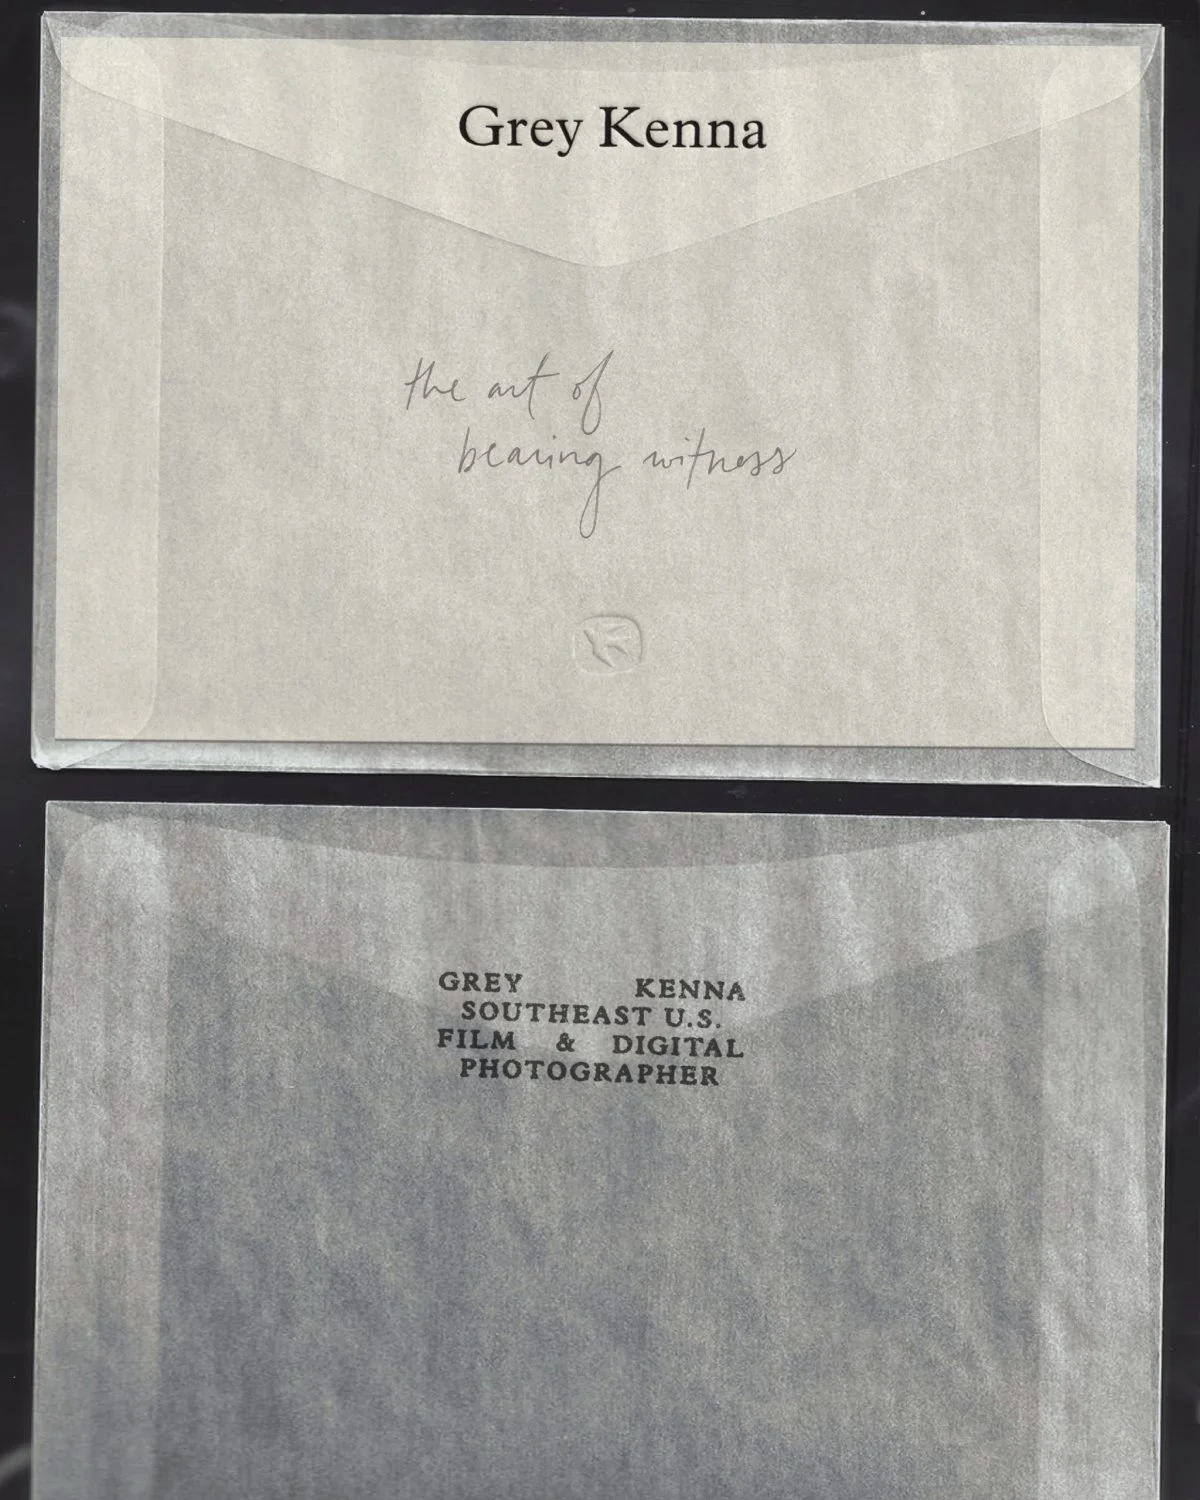 Grey Kenna
the art of
bearing witness
GREY KENNA
SOUTHEAST U.S.
FILM & DIGITAL
PHOTOGRAPHER